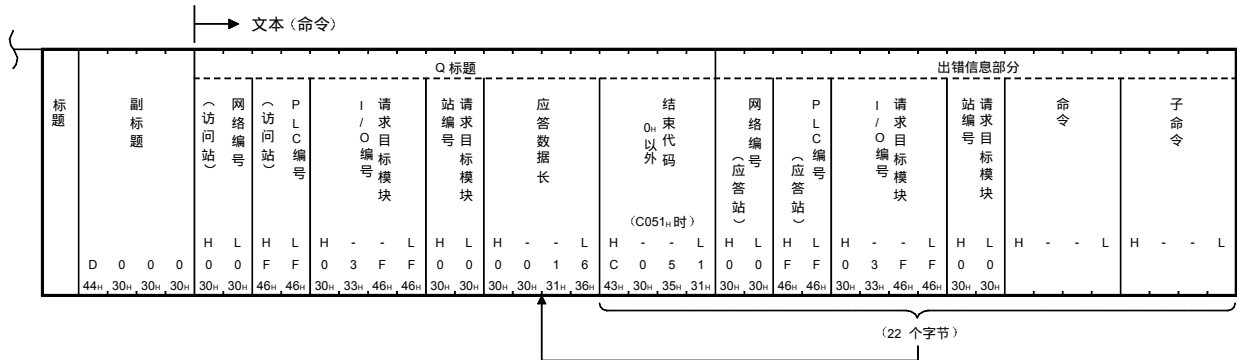 文本（命令）
Q 标题
出错信息部分
标题
副标题
网络编号
（访问站）
PLC编号
（访问站）
请求目标模块
I/O编号
请求目标模块
站编号
应答数据长
结束代码
0H以外
（C051H 时）
网络编号
（应答站）
PLC编号
（应答站）
请求目标模块
I/O编号
请求目标模块
站编号
命令
子命令
H L H L H - - L H L H - - L H - - L H L H L H - - L H L H - - L H - - L
D 0 0 0 0 0 F F 0 3 F F 0 0 0 0 1 6 C 0 5 1 0 0 F F 0 3 F F 0 0
44H 30H 30H 30H 30H 30H 46H 46H 30H 33H 46H 46H 30H 30H 30H 30H 31H 36H 43H 30H 35H 31H 30H 30H 46H 46H 30H 33H 46H 46H 30H 30H
（22 个字节）